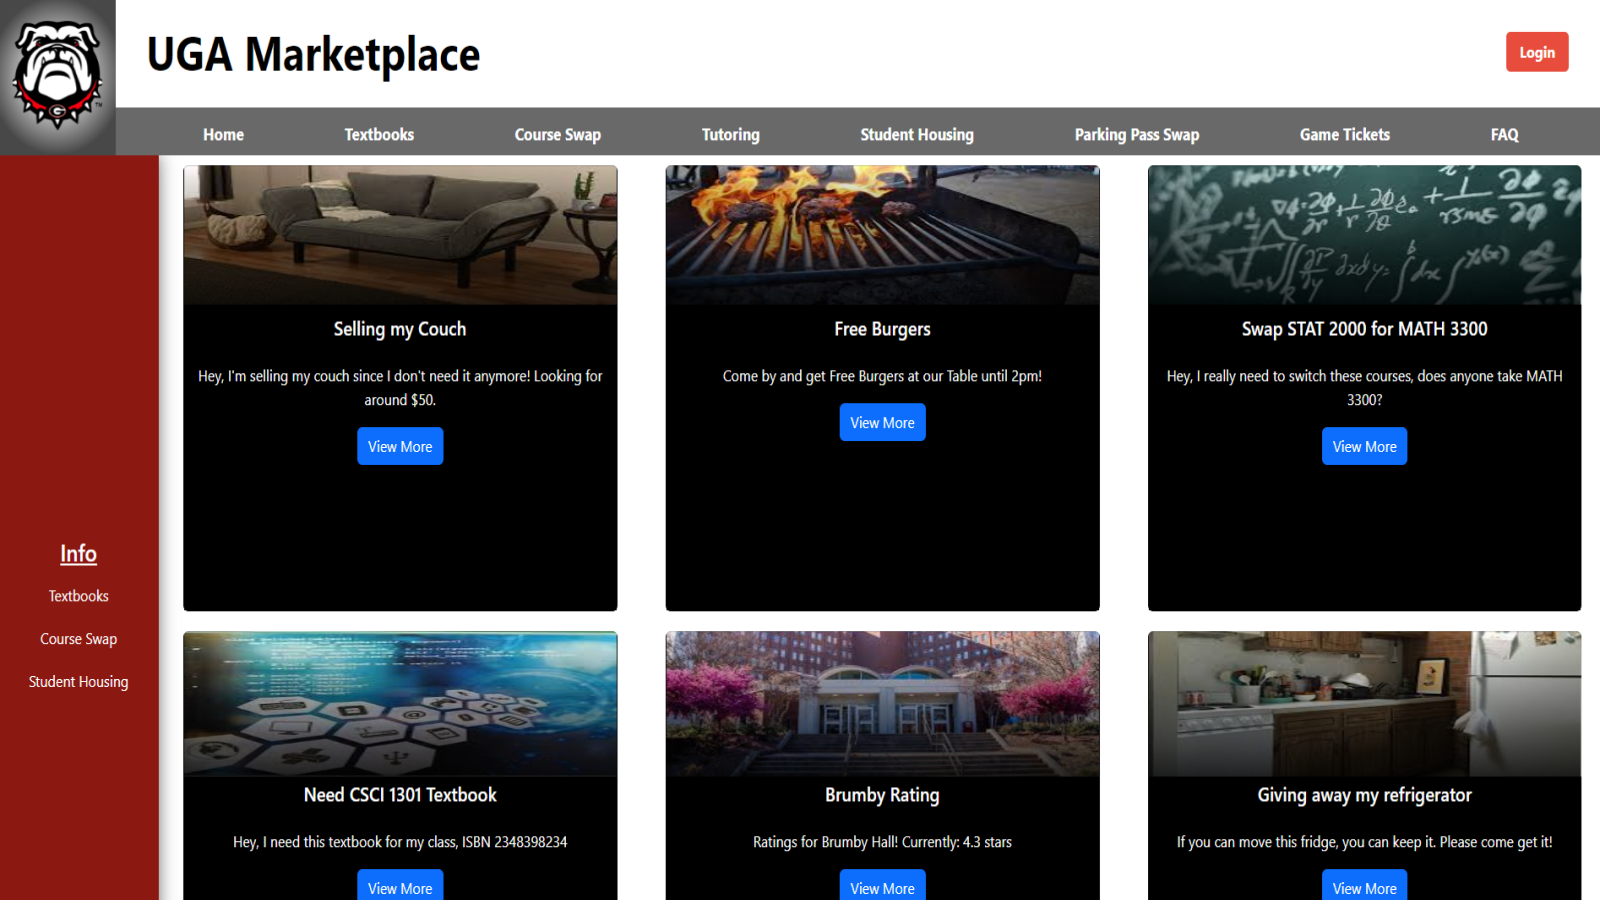 UGA Marketplace
Login
Home Textbooks Course Swap Tutoring Student Housing Parking Pass Swap Game Tickets FAQ
Selling my Couch
Hey, I'm selling my couch since I don't need it anymore! Looking for
around $50.
View More
Free Burgers
Come by and get Free Burgers at our Table until 2pm!
View More
Swap STAT 2000 for MATH 3300
Hey, I really need to switch these courses, does anyone take MATH
3300?
View More
Info
Textbooks
Course Swap
Student Housing
Need CSCI 1301 Textbook
Hey, I need this textbook for my class, ISBN 2348398234
View More
Brumby Rating
Ratings for Brumby Hall! Currently: 4.3 stars
View More
Giving away my refrigerator
If you can move this fridge, you can keep it. Please come get it!
View More